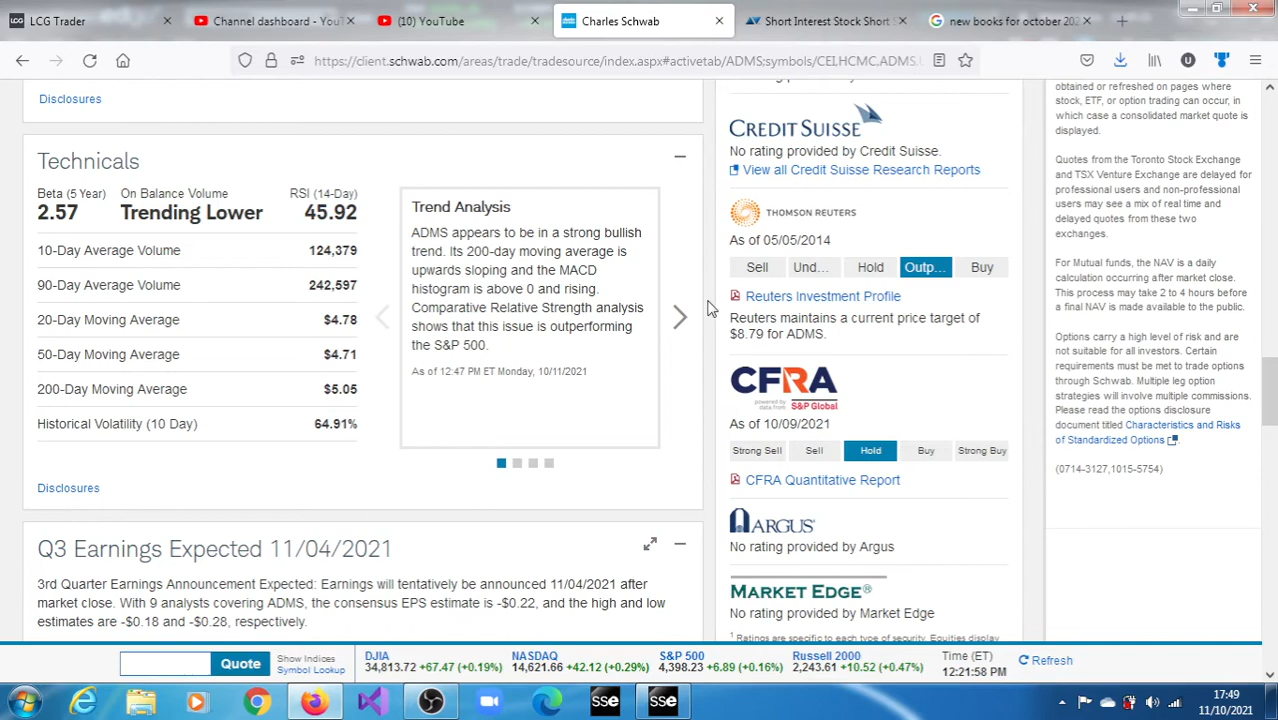 LCG Trader
Channel dashboard - YouT
(10) YouTube
Charles Schwab
Short Interest Stock Short S
new books for october 202
https://client.schwab.com/areas/trade/tradesource/index.aspx#activetab/ADMS;symbols/CEI,HCMC,ADMS,
Disclosures
Technicals
Beta (5 Year) On Balance Volume RSI (14-Day)
2.57 Trending Lower 45.92
10-Day Average Volume 124,379
90-Day Average Volume 242,597
20-Day Moving Average $4.78
50-Day Moving Average $4.71
200-Day Moving Average $5.05
Historical Volatility (10 Day) 64.91%
Disclosures
Trend Analysis
ADMS appears to be in a strong bullish
trend. Its 200-day moving average is
upwards sloping and the MACD
histogram is above 0 and rising.
Comparative Relative Strength analysis
shows that this issue is outperforming
the S&P 500.
As of 12:47 PM ET Monday, 10/11/2021
Q3 Earnings Expected 11/04/2021
3rd Quarter Earnings Announcement Expected: Earnings will tentatively be announced 11/04/2021 after
market close. With 9 analysts covering ADMS, the consensus EPS estimate is -$0.22, and the high and low
estimates are -$0.18 and -$0.28, respectively.
CREDIT SUISSE
No rating provided by Credit Suisse.
View all Credit Suisse Research Reports
THOMSON REUTERS
As of 05/05/2014
Sell Und... Hold Outp... Buy
Reuters Investment Profile
Reuters maintains a current price target of
$8.79 for ADMS.
CFRA
powered by
data from S&P Global
As of 10/09/2021
Strong Sell Sell Hold Buy Strong Buy
CFRA Quantitative Report
ARGUS
No rating provided by Argus
MARKET EDGE®
No rating provided by Market Edge
1 Ratings are specific to each type of security. Equities display
obtained or refreshed on pages where
stock, ETF, or option trading can occur, in
which case a consolidated market quote is
displayed.
Quotes from the Toronto Stock Exchange
and TSX Venture Exchange are delayed for
professional users and non-professional
users may see a mix of real time and
delayed quotes from these two
exchanges.
For Mutual funds, the NAV is a daily
calculation occurring after market close.
This process may take 2 to 4 hours before
a final NAV is made available to the public.
Options carry a high level of risk and are
not suitable for all investors. Certain
requirements must be met to trade options
through Schwab. Multiple leg option
strategies will involve multiple commissions.
Please read the options disclosure
document titled Characteristics and Risks
of Standardized Options
(0714-3127,1015-5754)
Quote
Show Indices
Symbol Lookup
DJIA
34,813.72 +67.47 (+0.19%)
NASDAQ
14,621.66 +42.12 (+0.29%)
S&P 500
4,398.23 +6.89 (+0.16%)
Russell 2000
2,243.61 +10.52 (+0.47%)
Time (ET)
12:21:58 PM
Refresh
sse
sse
17:49
11/10/2021